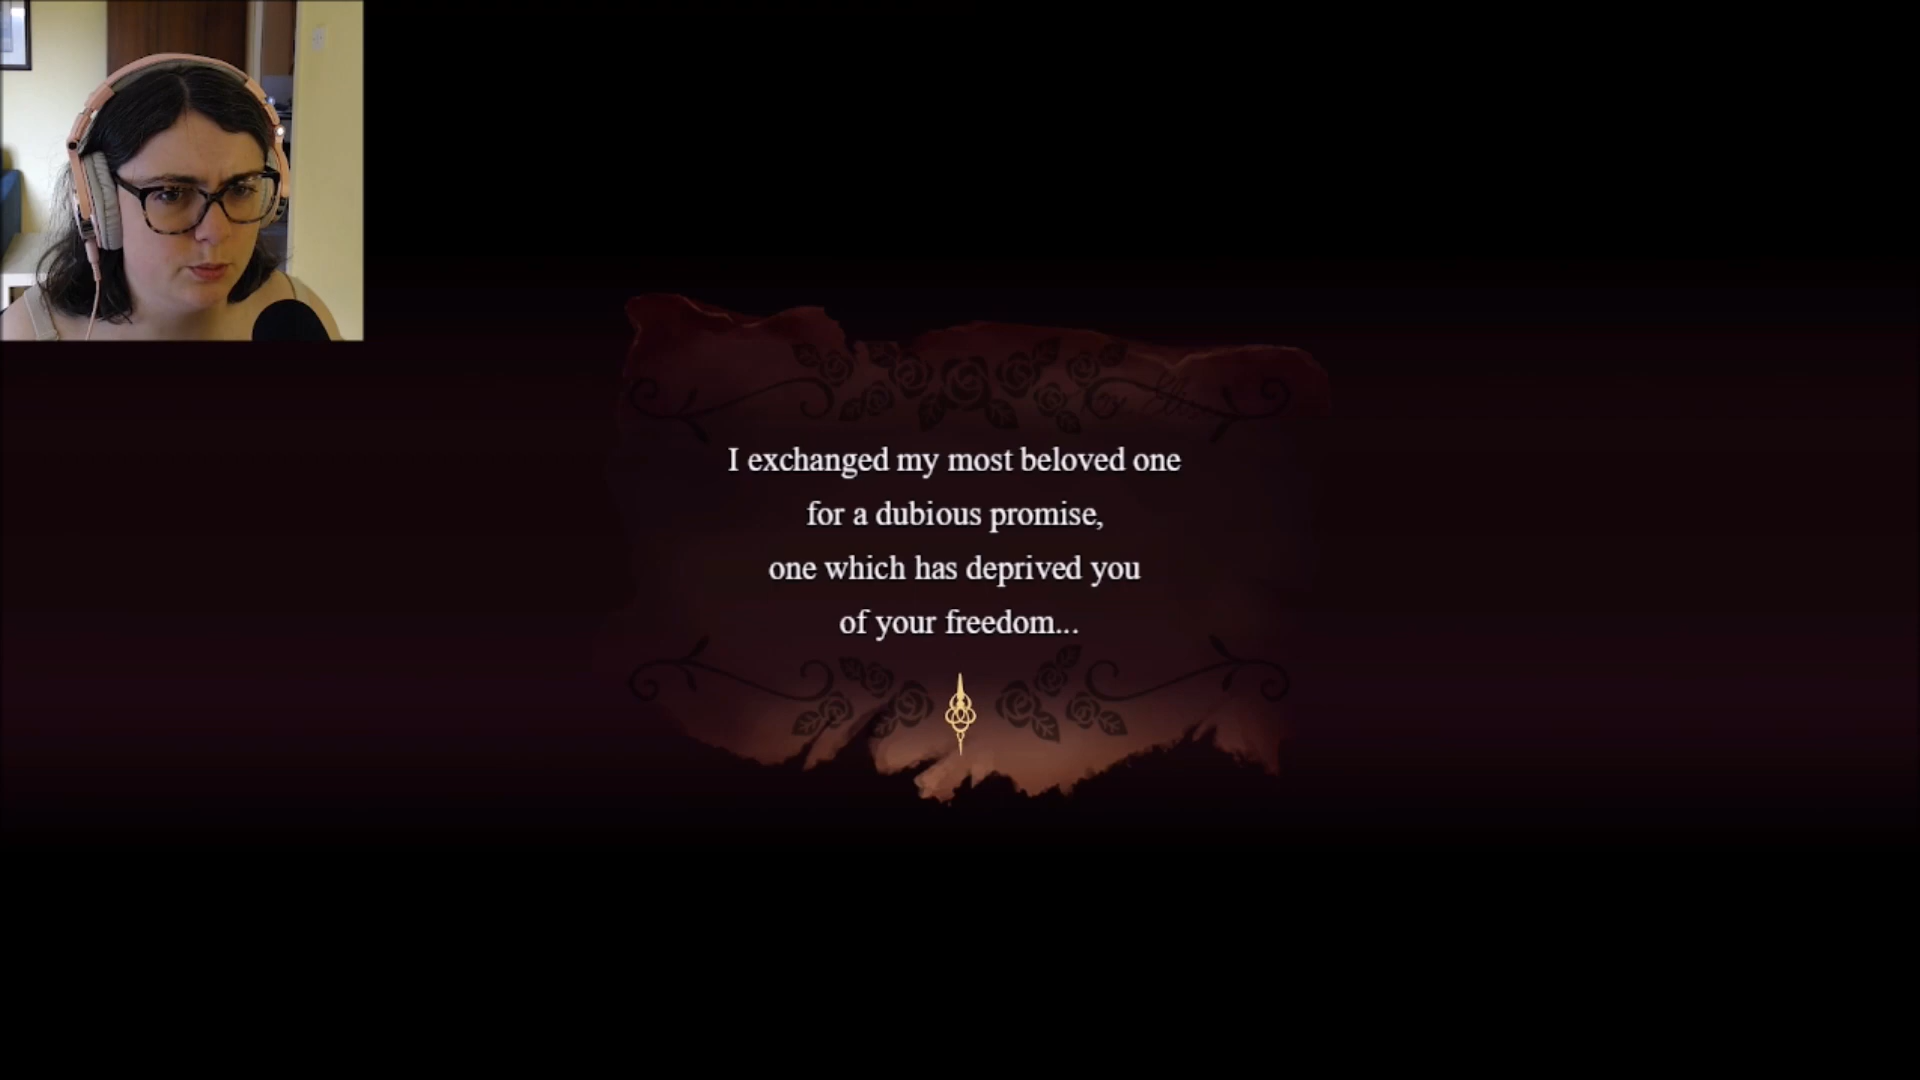 I exchanged my most beloved one
for a dubious promise,
one which has deprived you
of your freedom...